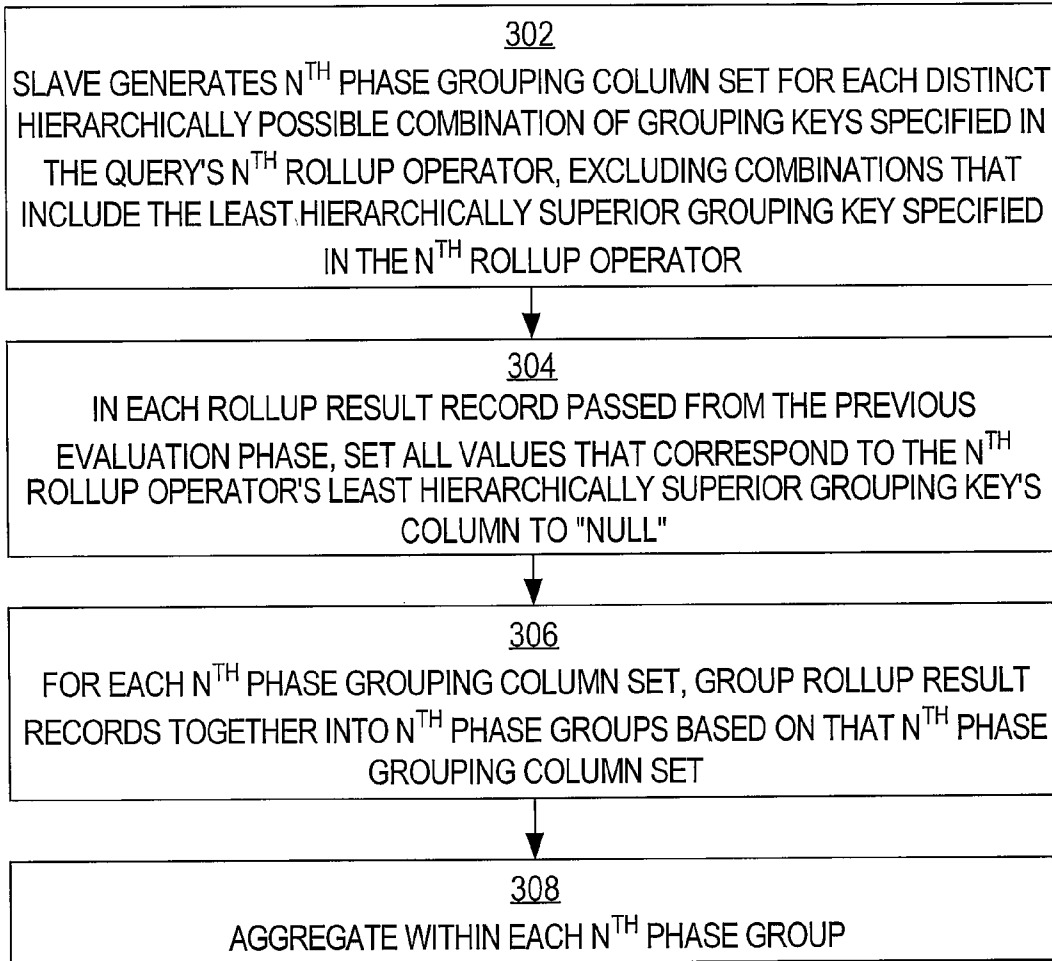 302
SLAVE GENERATES NTH PHASE GROUPING COLUMN SET FOR EACH DISTINCT
HIERARCHICALLY POSSIBLE COMBINATION OF GROUPING KEYS SPECIFIED IN
THE QUERY'S NTH ROLLUP OPERATOR, EXCLUDING COMBINATIONS THAT
INCLUDE THE LEAST HIERARCHICALLY SUPERIOR GROUPING KEY SPECIFIED
IN THE NTH ROLLUP OPERATOR
304
IN EACH ROLLUP RESULT RECORD PASSED FROM THE PREVIOUS
EVALUATION PHASE, SET ALL VALUES THAT CORRESPOND TO THE NTH
ROLLUP OPERATOR'S LEAST HIERARCHICALLY SUPERIOR GROUPING KEY'S
COLUMN TO "NULL"
306
FOR EACH NTH PHASE GROUPING COLUMN SET, GROUP ROLLUP RESULT
RECORDS TOGETHER INTO NTH PHASE GROUPS BASED ON THAT NTH PHASE
GROUPING COLUMN SET
308
AGGREGATE WITHIN EACH NTH PHASE GROUP